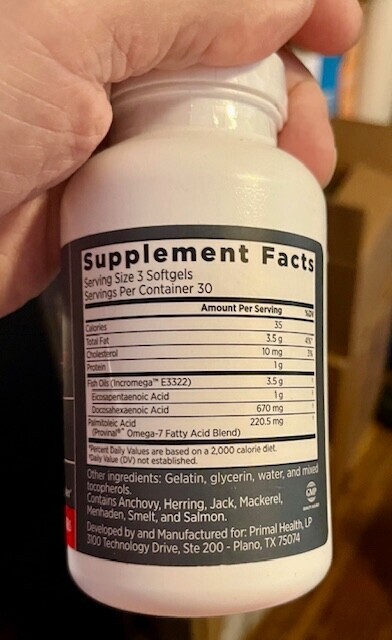 Supplement Facts
Serving Size 3 Softgels
Servings Per Container 30
Amount Per Serving %DV
Calories 35
Total Fat 3.5 g 4%*
Cholesterol 10 mg 3%
Protein 1 g
Fish Oils (Incromega™ E3322) 3.5 g †
Eicosapentaenoic Acid 1 g †
Docosahexaenoic Acid 670 mg †
Palmitoleic Acid 220.5 mg †
(Provinal® Omega-7 Fatty Acid Blend)
*Percent Daily Values are based on a 2,000 calorie diet.
†Daily Value (DV) not established.
Other ingredients: Gelatin, glycerin, water, and mixed
tocopherols.
Contains Anchovy, Herring, Jack, Mackerel,
Menhaden, Smelt, and Salmon.
GMP
Developed by and Manufactured for: Primal Health, LP
3100 Technology Drive, Ste 200 - Plano, TX 75074